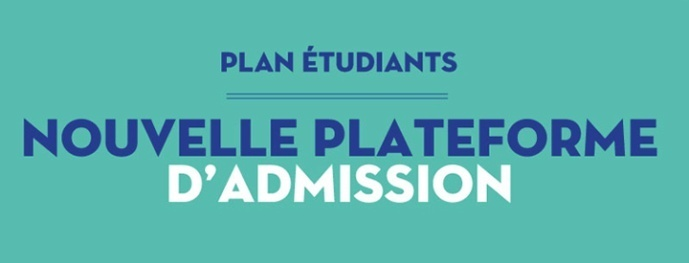 PLAN ÉTUDIANTS
NOUVELLE PLATEFORME
D’ADMISSION